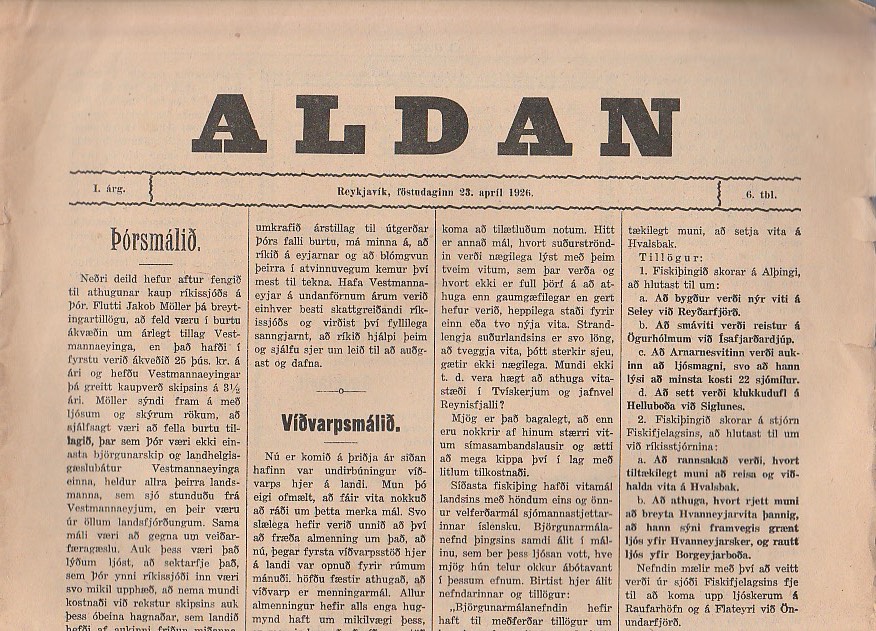 ALDAN
I. árg.
Reykjavík, föstudaginn 23. apríl 1926.
6. tbl.
Þórsmálið.
Neðri deild hefur aftur fengið
til athugunar kaup ríkissjóðs á
Þór. Flutti Jakob Möller þá breyt-
ingartillögu, að feld væru í burtu
ákvæðin um árlegt tillag Vest-
mannaeyinga, en það hafði í
fyrstu verið ákveðið 25 þús. kr. á
ári og hefðu Vestmannaeyingar
þá greitt kaupverð skipsins á 3½
ári. Möller sýndi fram á með
ljósum og skýrum rökum, að
sjálfsagt væri að fella burtu til-
lagið, þar sem Þór væri ekki ein-
asta björgunarskip og landhelgis-
gæslubátur Vestmannaeyinga
einna, heldur allra þeirra lands-
manna, sem sjó stunduðu frá
Vestmannaeyjum, en þeir væru
úr öllum landsfjórðungum. Sama
máli væri að gegna um veiðar-
færagæslu. Auk þess væri það
lýðum ljóst, að sektarfje það,
sem Þór ynni ríkissjóði inn væri
svo mikil upphæð, að nema mundi
kostnaði við rekstur skipsins auk
þess óbeina hagnaðar, sem landið
hefði af aukinni friðun miðanna
umkrafið árstillag til útgerðar
Þórs falli burtu, má minna á, að
ríkið á eyjarnar og að blómgvun
þeirra í atvinnuvegum kemur því
mest til tekna. Hafa Vestmanna-
eyjar á undanförnum árum verið
einhver besti skattgreiðandi rík-
issjóðs og virðist því fyllilega
sanngjarnt, að ríkið hjálpi þeim
og sjálfu sjer um leið til að auðg-
ast og dafna.
Víðvarpsmálið.
Nú er komið á þriðja ár síðan
hafinn var undirbúningur víð-
varps hjer á landi. Mun þó
eigi ofmælt, að fáir vita nokkuð
að ráði um þetta merka mál. Svo
slælega hefir verið unnið að því
að fræða almenning um það, að
nú, þegar fyrsta víðvarpsstöð hjer
á landi var opnuð fyrir rúmum
mánuði, höfðu fæstir athugað, að
víðvarp er menningarmál. Allur
almenningur hefir alls enga hug-
mynd haft um mikilvægi þess,
koma að tilætluðum notum. Hitt
er annað mál, hvort suðurströnd-
in verði nægilega lýst með þeim
tveim vitum, sem þar verða og
hvort ekki er full þörf á að at-
huga enn gaumgæfilegar en gert
hefur verið, heppilega staði fyrir
einn eða tvo nýja vita. Strand-
lengja suðurlandsins er svo löng,
að tveggja vita, þótt sterkir sjeu,
gætir ekki nægilega. Mundi ekki
t. d. vera hægt að athuga vita-
stæði í Tvískerjum og jafnvel
Reynisfjalli?
Mjög er það bagalegt, að enn
eru nokkrir af hinum stærri vit-
um símasambandslausir og ætti
að mega kippa því í lag með
litlum tilkostnaði.
Síðasta fiskiþing hafði vitamál
landsins með höndum eins og önn-
ur velferðarmál sjómannastjettar-
innar íslensku. Björgunarmála-
nefnd þingsins samdi álit í mál-
inu, sem ber þess ljósan vott, hve
mjög hún telur okkur ábótavant
í þessum efnum. Birtist hjer álit
nefndarinnar og tillögur:
„Björgunarmálanefndin hefir
haft til meðferðar tillögur um
tækilegt muni, að setja vita á
Hvalsbak.
Tillögur:
1. Fiskiþingið skorar á Alþingi,
að hlutast til um:
a. Að bygður verði nýr viti á
Seley við Reyðarfjörð.
b. Að smáviti verði reistur á
Ögurhólmum við Ísafjarðardjúp.
c. Að Arnarnesvitinn verði auk-
inn að ljósmagni, svo að hann
lýsi að minsta kosti 22 sjómílur.
d. Að sett verði klukkudufl á
Helluboða við Siglunes.
2. Fiskiþingið skorar á stjórn
Fiskifjelagsins, að hlutast til um
við ríkisstjórnina:
a. Að rannsakað verði, hvort
tiltækilegt muni að reisa og við-
halda vita á Hvalsbak.
b. Að athuga, hvort rjett muni
að breyta Hvanneyjarvita þannig,
að hann sýni framvegis grænt
ljós yfir Hvanneyjarsker, og rautt
ljós yfir Borgeyjarboða.
Nefndin mælir með því að veitt
verði úr sjóði Fiskifjelagsins fje
til að koma upp ljóskerum á
Raufarhöfn og á Flateyri við Ön-
undarfjörð.